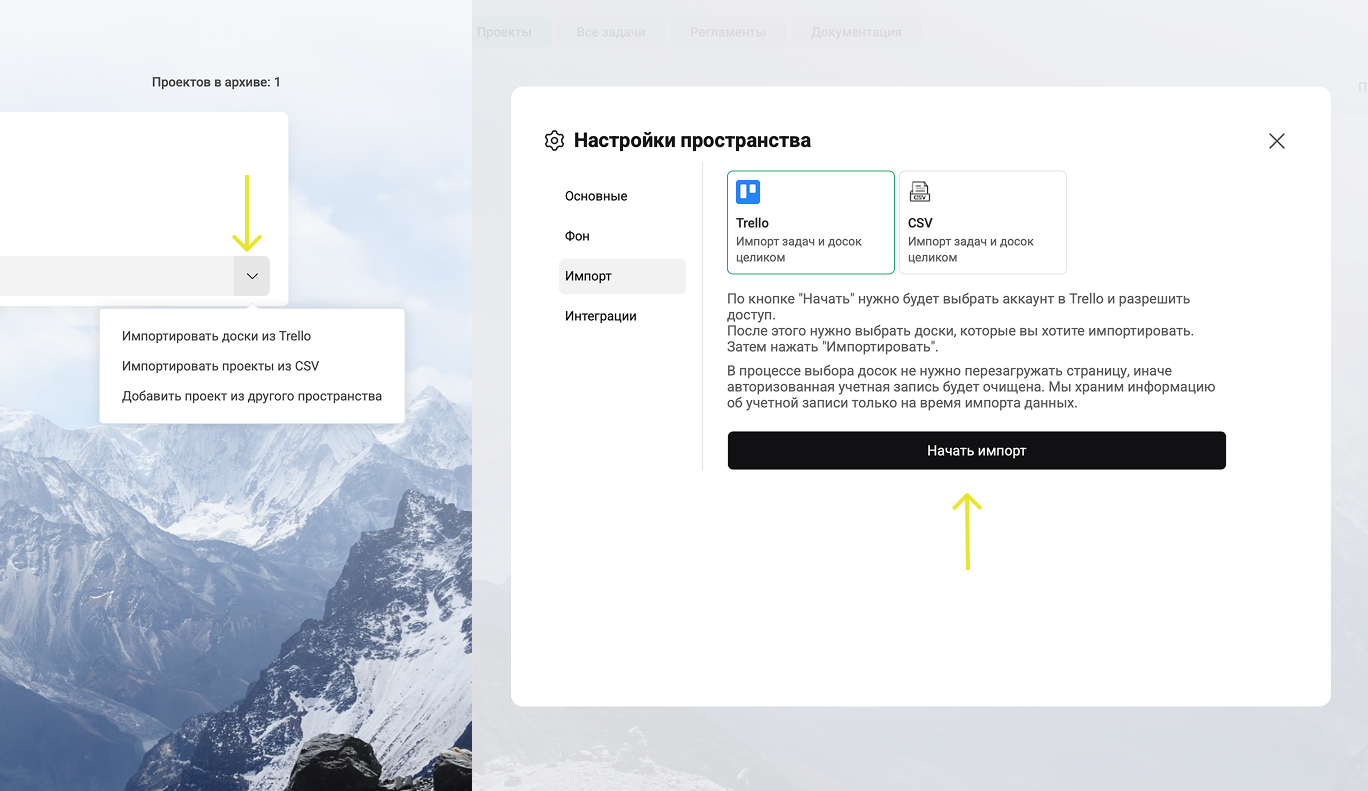 Проектов в архиве: 1
Импортировать доски из Trello
Импортировать проекты из CSV
Добавить проект из другого пространства
Проекты
Все задачи
Регламенты
Документация
П
Настройки пространства
Основные
Фон
Импорт
Интеграции
Trello
Импорт задач и досок
целиком
CSV
CSV
Импорт задач и досок
целиком
По кнопке "Начать" нужно будет выбрать аккаунт в Trello и разрешить
доступ.
После этого нужно выбрать доски, которые вы хотите импортировать.
Затем нажать "Импортировать".
В процессе выбора досок не нужно перезагружать страницу, иначе
авторизованная учетная запись будет очищена. Мы храним информацию
об учетной записи только на время импорта данных.
Начать импорт